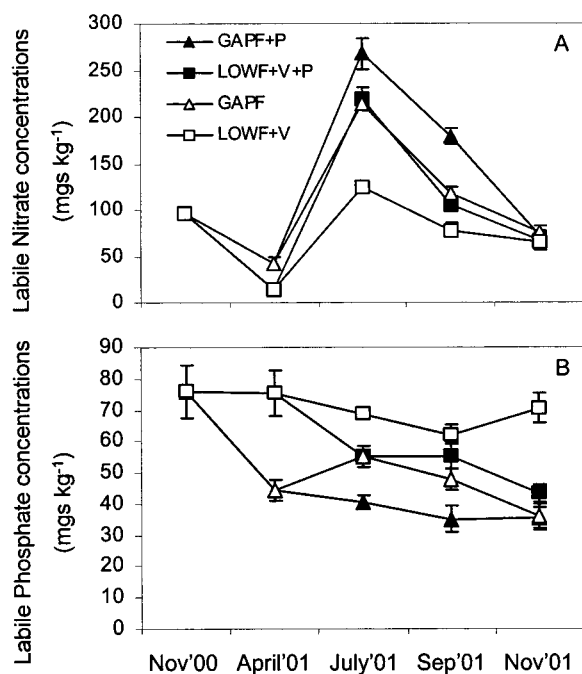 Labile Nitrate concentrations
(mgs kg⁻¹)
300
250
200
150
100
50
0
A
GAPF+P
LOWF+V+P
GAPF
LOWF+V
Labile Phosphate concentrations
(mgs kg⁻¹)
90
80
70
60
50
40
30
20
10
0
B
Nov'00 April'01 July'01 Sep'01 Nov'01